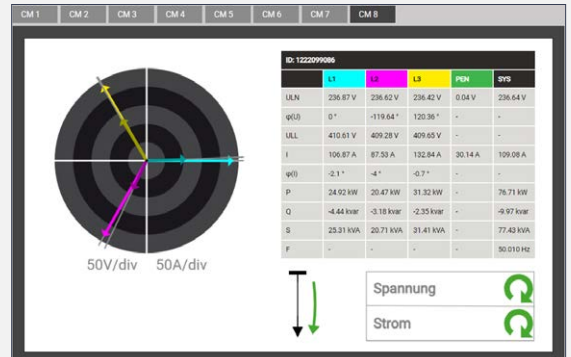 CM 1 CM 2 CM 3 CM 4 CM 5 CM 6 CM 7 CM 8
ID: 1222099086
L1 L2 L3 PEN SYS
ULN 236.87 V 236.62 V 236.42 V 0.04 V 236.64 V
φ(U) 0 ° -119.64 ° 120.36 ° - -
ULL 410.61 V 409.28 V 409.65 V - -
I 106.87 A 87.53 A 132.84 A 30.14 A 109.08 A
φ(I) -2.1 ° -4 ° -0.7 ° - -
P 24.92 kW 20.47 kW 31.32 kW - 76.71 kW
Q -4.44 kvar -3.18 kvar -2.35 kvar - -9.97 kvar
S 25.31 kVA 20.71 kVA 31.41 kVA - 77.43 kVA
F - - - - 50.010 Hz
50V/div 50A/div
Spannung
Strom